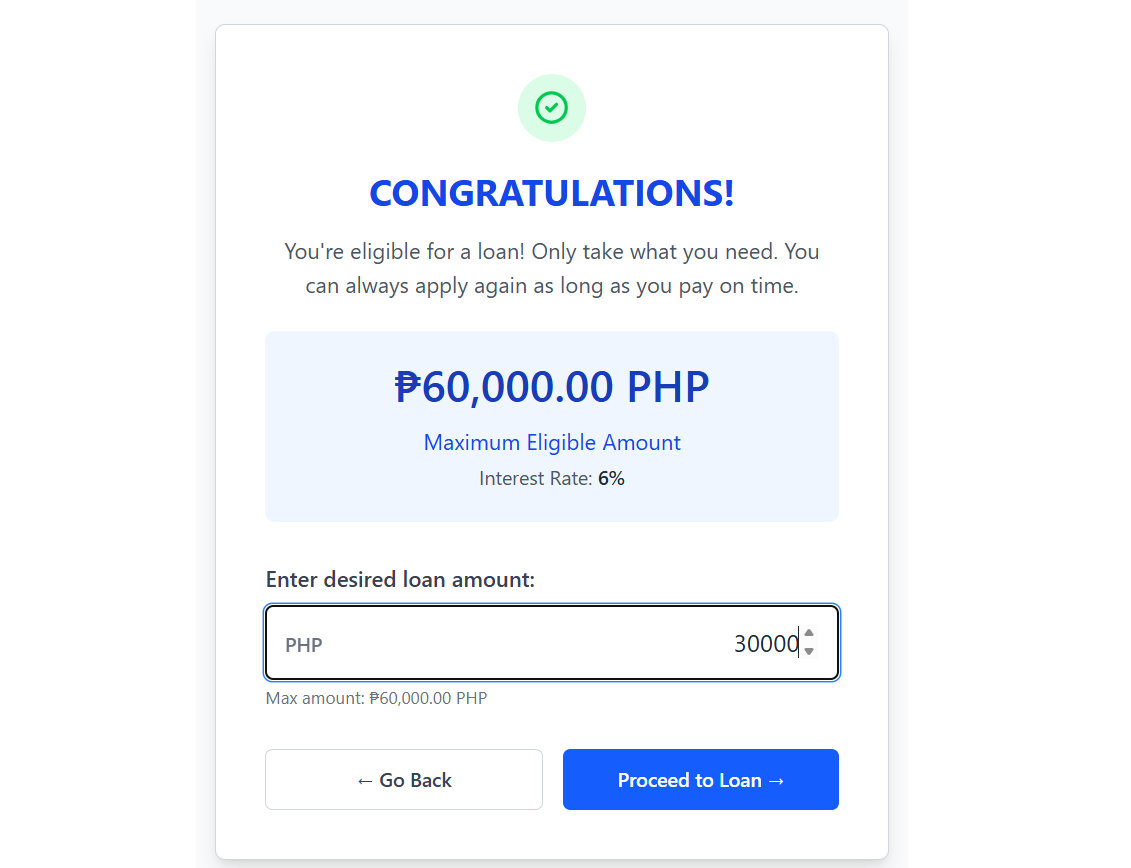 CONGRATULATIONS!
You're eligible for a loan! Only take what you need. You
can always apply again as long as you pay on time.
₱60,000.00 PHP
Maximum Eligible Amount
Interest Rate: 6%
Enter desired loan amount:
PHP 30000
Max amount: ₱60,000.00 PHP
← Go Back Proceed to Loan →